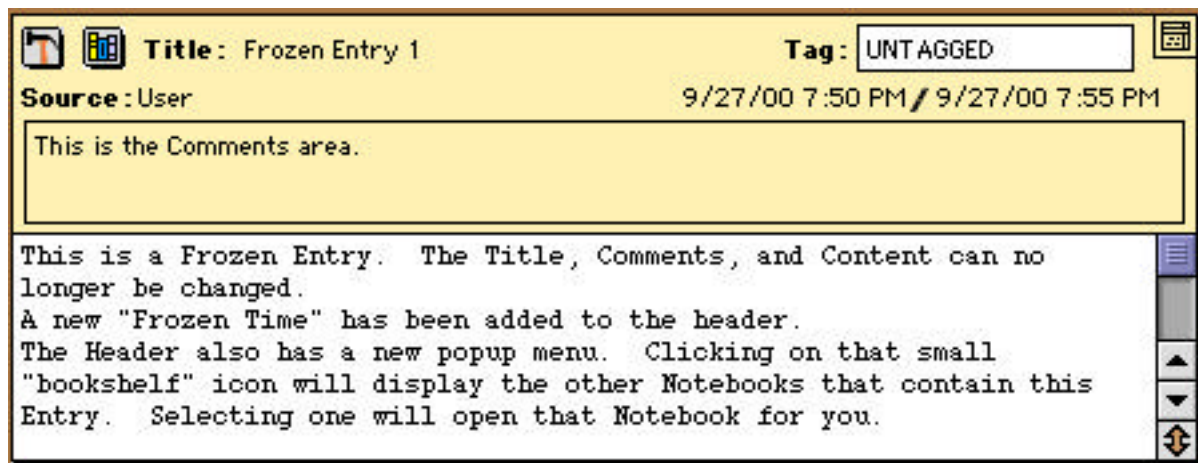 Title: Frozen Entry 1 Tag: UNTAGGED
Source: User 9/27/00 7:50 PM / 9/27/00 7:55 PM
This is the Comments area.
This is a Frozen Entry.  The Title, Comments, and Content can no
longer be changed.
A new "Frozen Time" has been added to the header.
The Header also has a new popup menu.  Clicking on that small
"bookshelf" icon will display the other Notebooks that contain this
Entry.  Selecting one will open that Notebook for you.